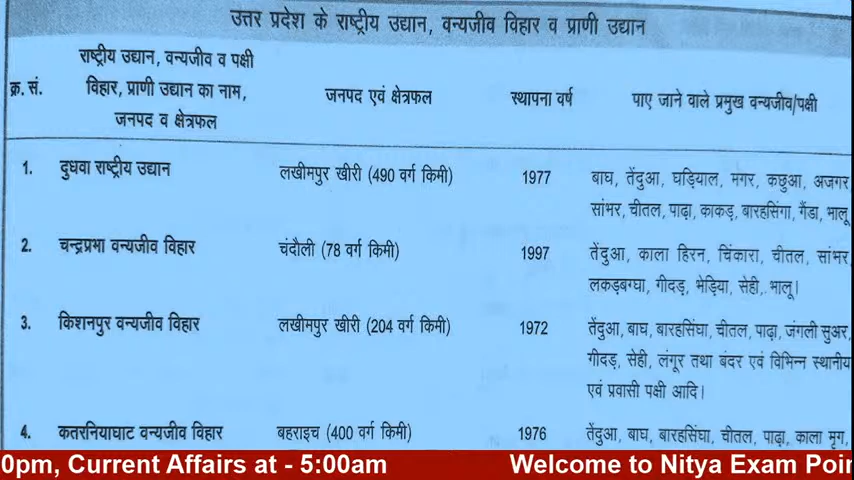 उत्तर प्रदेश के राष्ट्रीय उद्यान, वन्यजीव विहार व प्राणी उद्यान
क्र.सं. राष्ट्रीय उद्यान, वन्यजीव व पक्षी विहार, प्राणी उद्यान का नाम, जनपद व क्षेत्रफल जनपद एवं क्षेत्रफल स्थापना वर्ष पाए जाने वाले प्रमुख वन्यजीव/पक्षी
1. दुधवा राष्ट्रीय उद्यान लखीमपुर खीरी (490 वर्ग किमी) 1977 बाघ, तेंदुआ, घड़ियाल, मगर, कछुआ, अजगर
सांभर, चीतल, पाढ़ा, काकड़, बारहसिंगा, गैंडा, भालू
2. चन्द्रप्रभा वन्यजीव विहार चंदौली (78 वर्ग किमी) 1997 तेंदुआ, काला हिरन, चिंकारा, चीतल, सांभर,
लकड़बग्घा, गीदड़, भेड़िया, सेही, भालू।
3. किशनपुर वन्यजीव विहार लखीमपुर खीरी (204 वर्ग किमी) 1972 तेंदुआ, बाघ, बारहसिंघा, चीतल, पाढ़ा, जंगली सुअर,
गीदड़, सेही, लंगूर तथा बंदर एवं विभिन्न स्थानीय
एवं प्रवासी पक्षी आदि।
4. कतरनियाघाट वन्यजीव विहार बहराइच (400 वर्ग किमी) 1976 तेंदुआ, बाघ, बारहसिंघा, चीतल, पाढ़ा, काला मृग,
0pm, Current Affairs at - 5:00am Welcome to Nitya Exam Poin